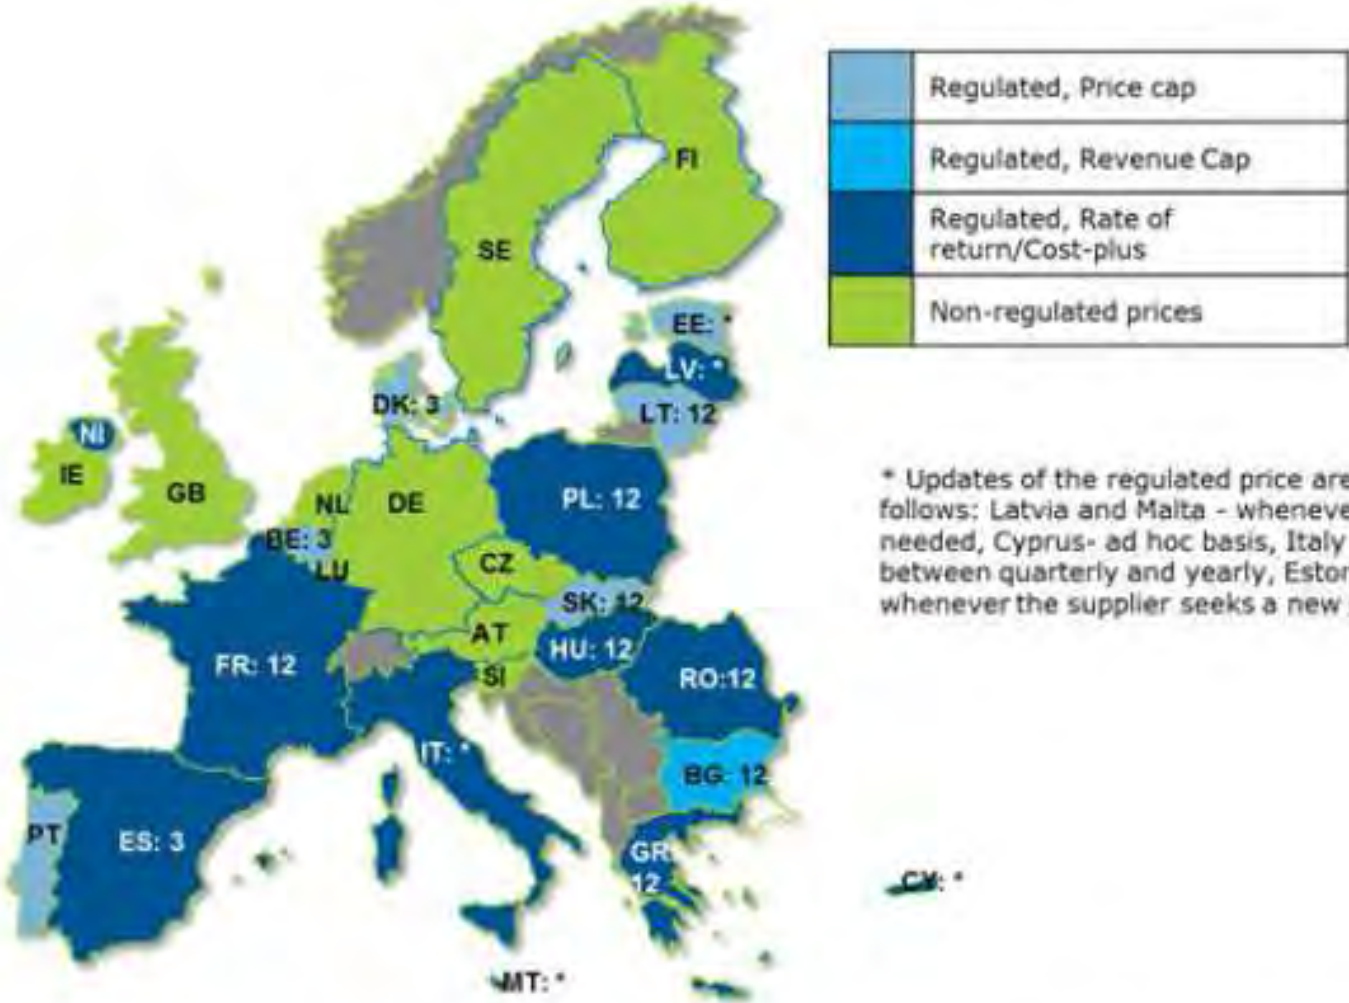 Regulated, Price cap
Regulated, Revenue Cap
Regulated, Rate of
return/Cost-plus
Non-regulated prices
FI
SE
EE: *
LV: *
DK: 3
LT: 12
NI
IE
GB
NL
DE
PL: 12
BE: 3
LU
CZ
SK: 12
AT
HU: 12
FR: 12
SI
RO:12
IT: *
BG: 12
PT
ES: 3
GR:
12
CY: *
MT: *
* Updates of the regulated price are
follows: Latvia and Malta - wheneve
needed, Cyprus- ad hoc basis, Italy
between quarterly and yearly, Estor
whenever the supplier seeks a new